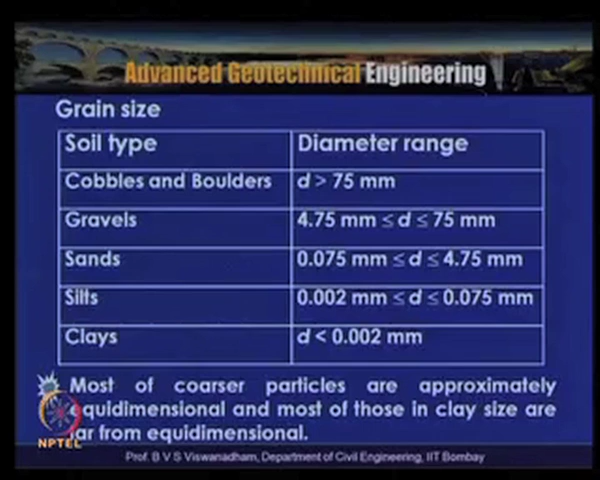 Advanced Geotechnical Engineering
Grain size
Soil type Diameter range
Cobbles and Boulders d > 75 mm
Gravels 4.75 mm ≤ d ≤ 75 mm
Sands 0.075 mm ≤ d ≤ 4.75 mm
Silts 0.002 mm ≤ d ≤ 0.075 mm
Clays d < 0.002 mm
Most of coarser particles are approximately
equidimensional and most of those in clay size are
far from equidimensional.
NPTEL
Prof. B V S Viswanadham, Department of Civil Engineering, IIT Bombay